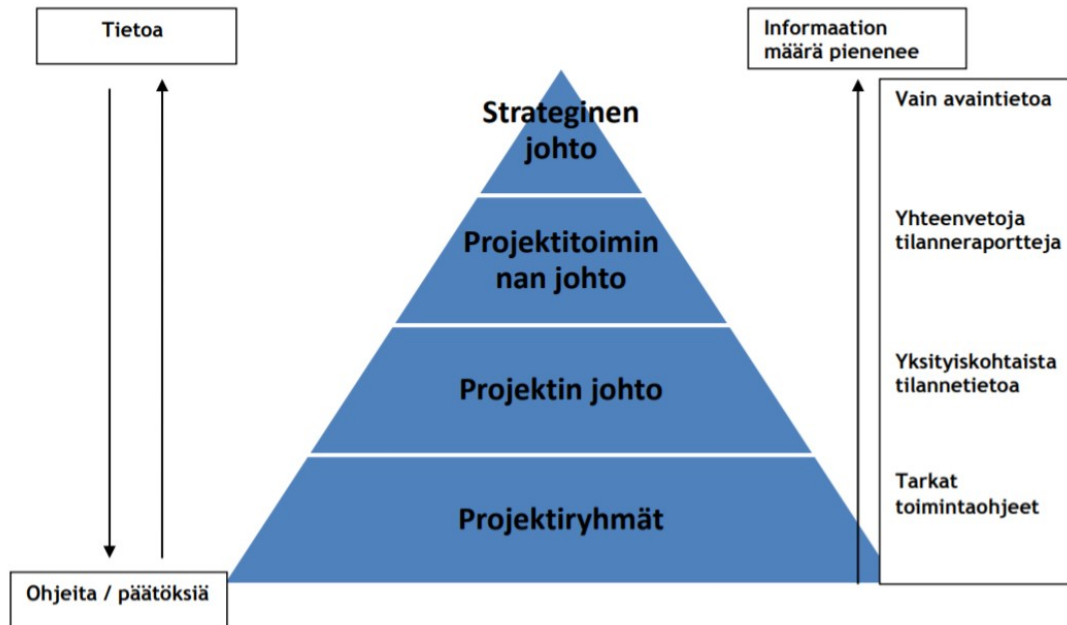 Tietoa
Informaation
määrä pienenee
Strateginen
johto
Projektitoimin
nan johto
Projektin johto
Projektiryhmät
Vain avaintietoa
Yhteenvetoja
tilanneraportteja
Yksityiskohtaista
tilannetietoa
Tarkat
toimintaohjeet
Ohjeita / päätöksiä